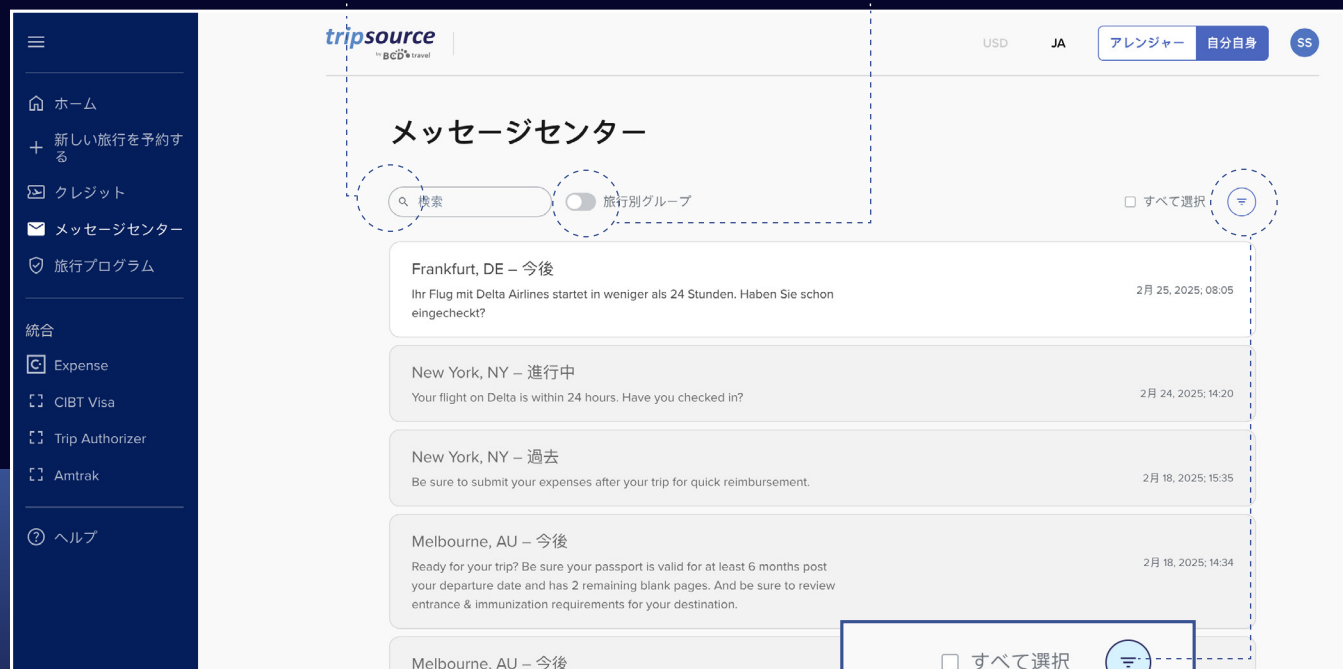 tripsource
by BCD travel
USD
JA
アレンジャー
自分自身
SS
ホーム
新しい旅行を予約す
る
クレジット
メッセージセンター
旅行プログラム
統合
Expense
CIBT Visa
Trip Authorizer
Amtrak
ヘルプ
メッセージセンター
検索
旅行別グループ
すべて選択
Frankfurt, DE – 今後
Ihr Flug mit Delta Airlines startet in weniger als 24 Stunden. Haben Sie schon
eingecheckt?
2月 25, 2025; 08:05
New York, NY – 進行中
Your flight on Delta is within 24 hours. Have you checked in?
2月 24, 2025; 14:20
New York, NY – 過去
Be sure to submit your expenses after your trip for quick reimbursement.
2月 18, 2025; 15:35
Melbourne, AU – 今後
Ready for your trip? Be sure your passport is valid for at least 6 months post
your departure date and has 2 remaining blank pages. And be sure to review
entrance & immunization requirements for your destination.
2月 18, 2025; 14:34
Melbourne, AU – 今後
すべて選択